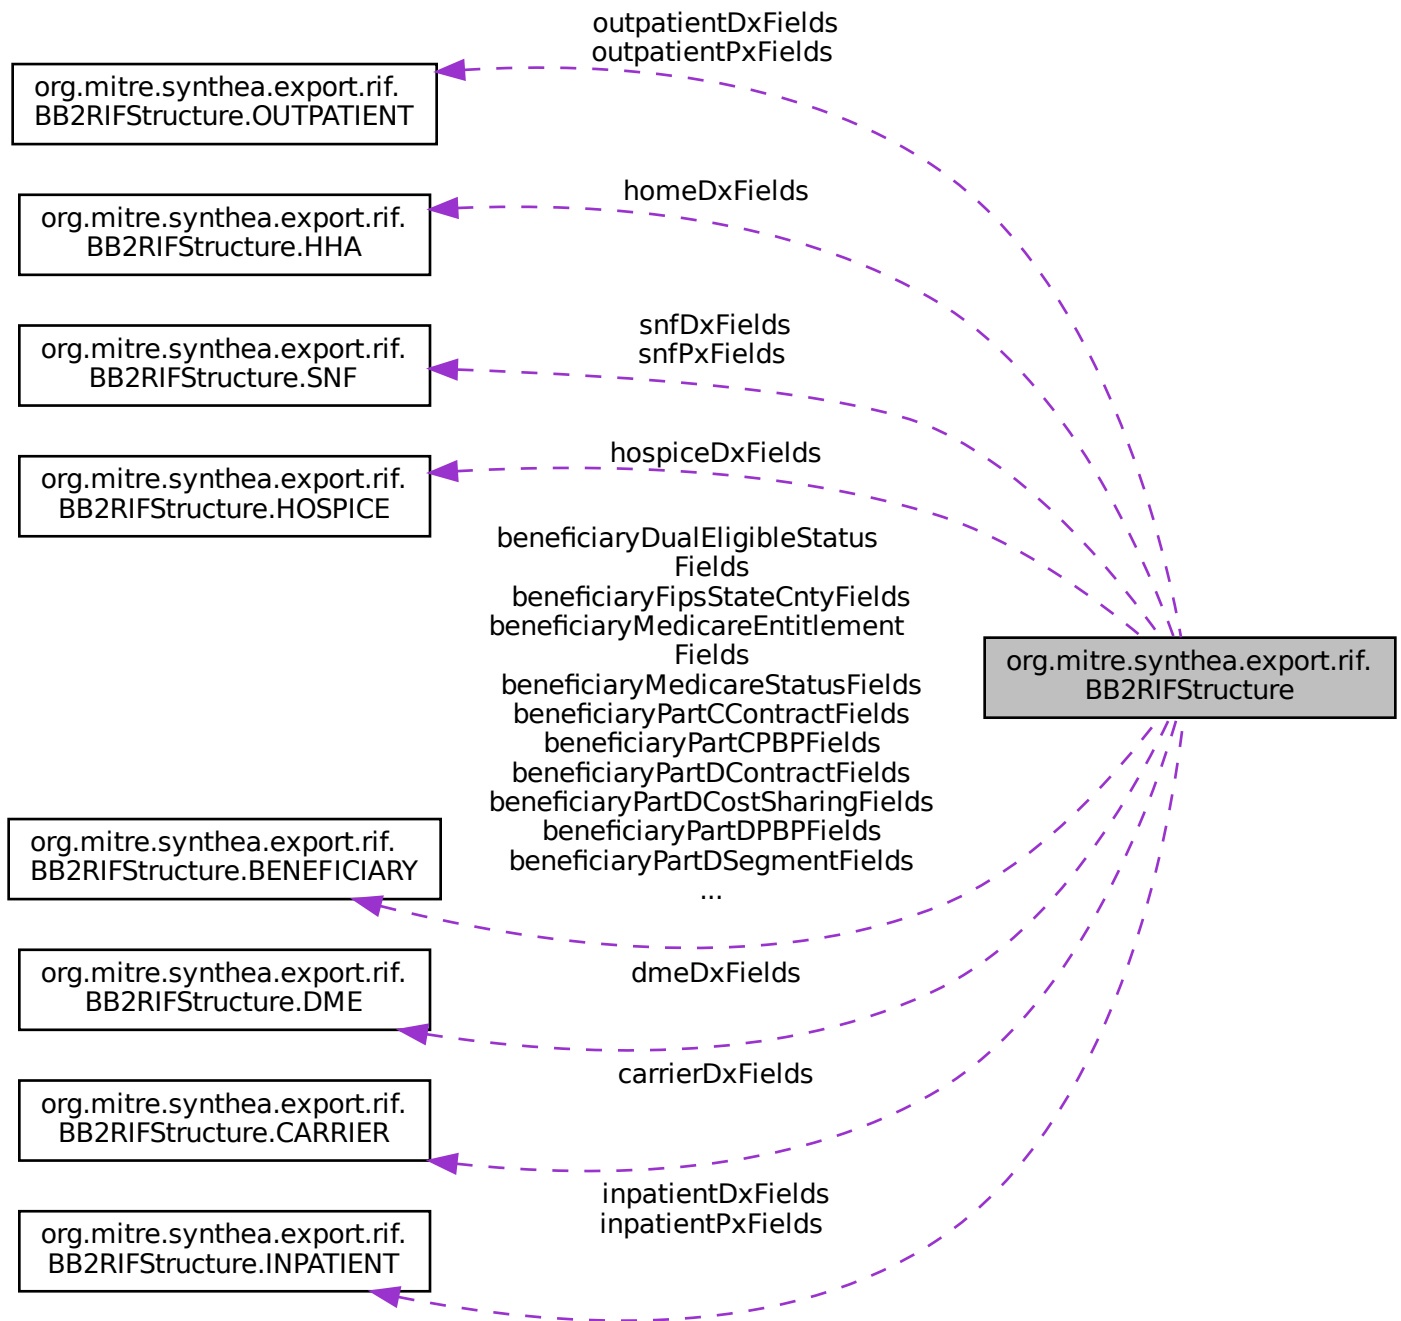 outpatientDxFields
outpatientPxFields
org.mitre.synthea.export.rif.
BB2RIFStructure.OUTPATIENT
homeDxFields
org.mitre.synthea.export.rif.
BB2RIFStructure.HHA
snfDxFields
snfPxFields
org.mitre.synthea.export.rif.
BB2RIFStructure.SNF
hospiceDxFields
org.mitre.synthea.export.rif.
BB2RIFStructure.HOSPICE
beneficiaryDualEligibleStatus
Fields
beneficiaryFipsStateCntyFields
beneficiaryMedicareEntitlement
Fields
beneficiaryMedicareStatusFields
beneficiaryPartCContractFields
beneficiaryPartCPBPFields
beneficiaryPartDContractFields
beneficiaryPartDCostSharingFields
beneficiaryPartDPBPFields
beneficiaryPartDSegmentFields
...
org.mitre.synthea.export.rif.
BB2RIFStructure
org.mitre.synthea.export.rif.
BB2RIFStructure.BENEFICIARY
dmeDxFields
org.mitre.synthea.export.rif.
BB2RIFStructure.DME
carrierDxFields
org.mitre.synthea.export.rif.
BB2RIFStructure.CARRIER
inpatientDxFields
inpatientPxFields
org.mitre.synthea.export.rif.
BB2RIFStructure.INPATIENT